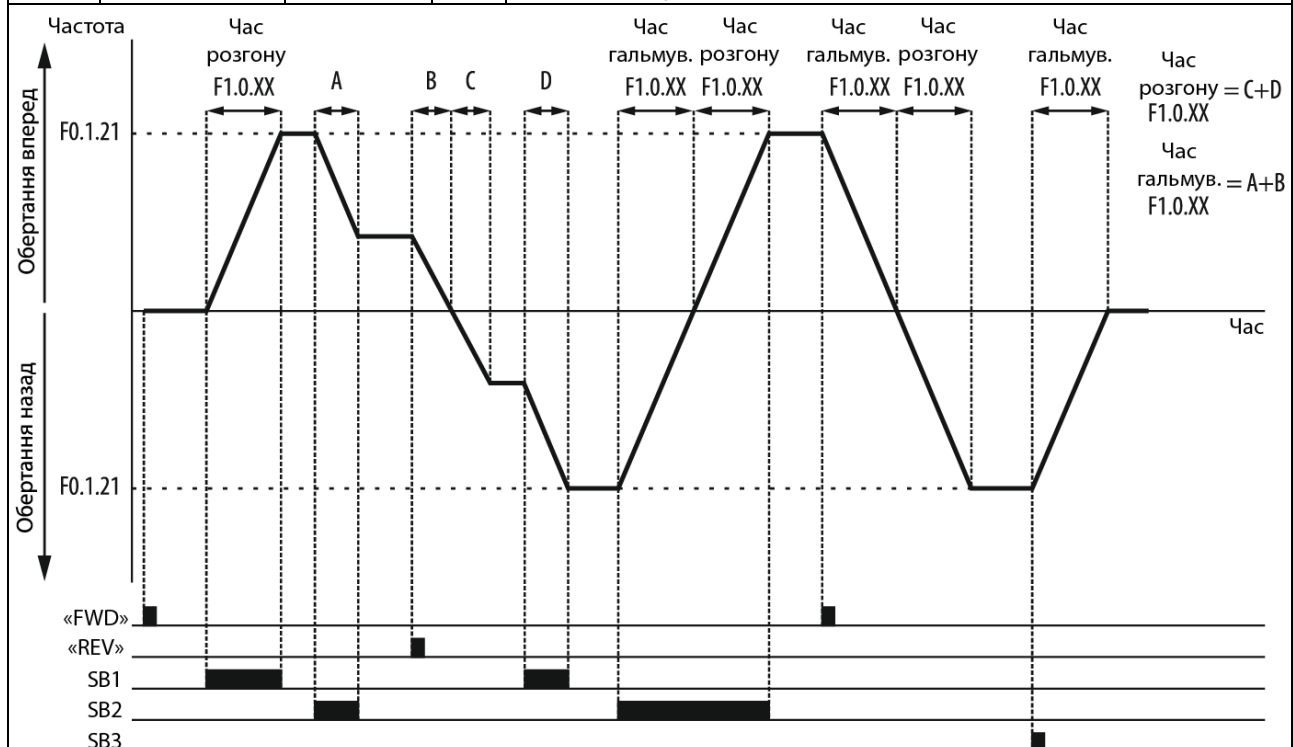 Частота
Час
розгону
F1.0.XX
A
B
C
D
Час
гальмув.
F1.0.XX
Час
розгону
F1.0.XX
Час
гальмув.
F1.0.XX
Час
розгону
F1.0.XX
Час
гальмув.
F1.0.XX
Час
розгону = C+D
F1.0.XX
Час
гальмув. = A+B
F1.0.XX
Обертання вперед
F0.1.21
Час
Обертання назад
F0.1.21
«FWD»
«REV»
SB1
SB2
SB3